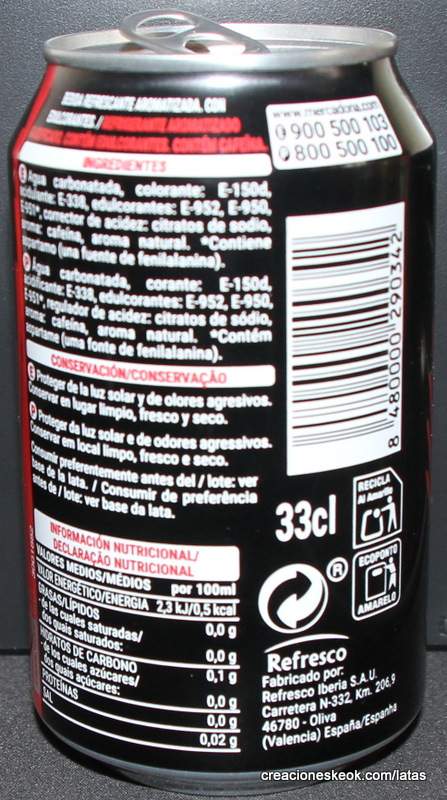 BEBIDA REFRESCANTE AROMATIZADA. CON
EDULCORANTES. /
CONTÉM CAFEÍNA.
INGREDIENTES
E Agua carbonatada, colorante: E-150d,
acidulante: E-338, edulcorantes: E-952, E-950,
E-951*, corrector de acidez: citratos de sodio,
aroma: cafeína, aroma natural. *Contiene
aspartamo (una fuente de fenilalanina).
P Água carbonatada, corante: E-150d,
acidificante: E-338, edulcorantes: E-952, E-950,
E-951*, regulador de acidez: citratos de sódio,
aroma: cafeína, aroma natural. *Contém
aspartame (uma fonte de fenilalanina).
CONSERVACIÓN/CONSERVAÇÃO
E Proteger de la luz solar y de olores agresivos.
Conservar en lugar limpio, fresco y seco.
P Proteger da luz solar e de odores agressivos.
Conservar em local limpo, fresco e seco.
Consumir preferentemente antes del / lote: ver
base de la lata. / Consumir de preferência
antes de / lote: ver base da lata.
INFORMACIÓN NUTRICIONAL/
DECLARAÇÃO NUTRICIONAL
VALORES MEDIOS/MÉDIOS por 100ml
VALOR ENERGÉTICO/ENERGIA 2,3 kJ/0,5 kcal
GRASAS/LÍPIDOS 0,0 g
- de las cuales saturadas/
dos quais saturados: 0,0 g
HIDRATOS DE CARBONO 0,1 g
- de los cuales azúcares/
dos quais açúcares: 0,0 g
PROTEÍNAS 0,0 g
SAL 0,02 g
www.mercadona.com
E 900 500 103
P 800 500 100
8 480000 290342
33cl
RECICLA
Al Amarillo
ECOPONTO
AMARELO
®
Refresco
Fabricado por:
Refresco Iberia S.A.U.
Carretera N-332, Km. 206,9
46780 - Oliva
(Valencia) España/Espanha
creacioneskeok.com/latas